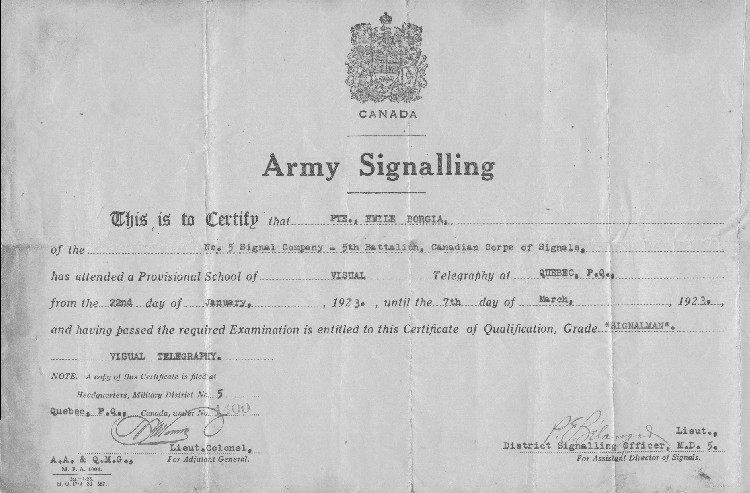 CANADA
Army Signalling
This is to Certify that PTE., EMILE BORGIA,
of the No. 5 Signal Company - 5th Battalion, Canadian Corps of Signals,
has attended a Provisional School of VISUAL Telegraphy at QUEBEC, P.Q.,
from the 22nd day of January, , 1923. , until the 7th day of March, , 1923. ,
and having passed the required Examination is entitled to this Certificate of Qualification, Grade "SIGNALMAN".
VISUAL TELEGRAPHY.
NOTE. A copy of this Certificate is filed at
Headquarters, Military District No. 5
Quebec, P.Q., Canada, under No. 1400
Lieut.Colonel,
A.A. & Q.M.G., For Adjutant General.
Lieut.,
District Signalling Officer, M.D. 5.
For Assistant Director of Signals.